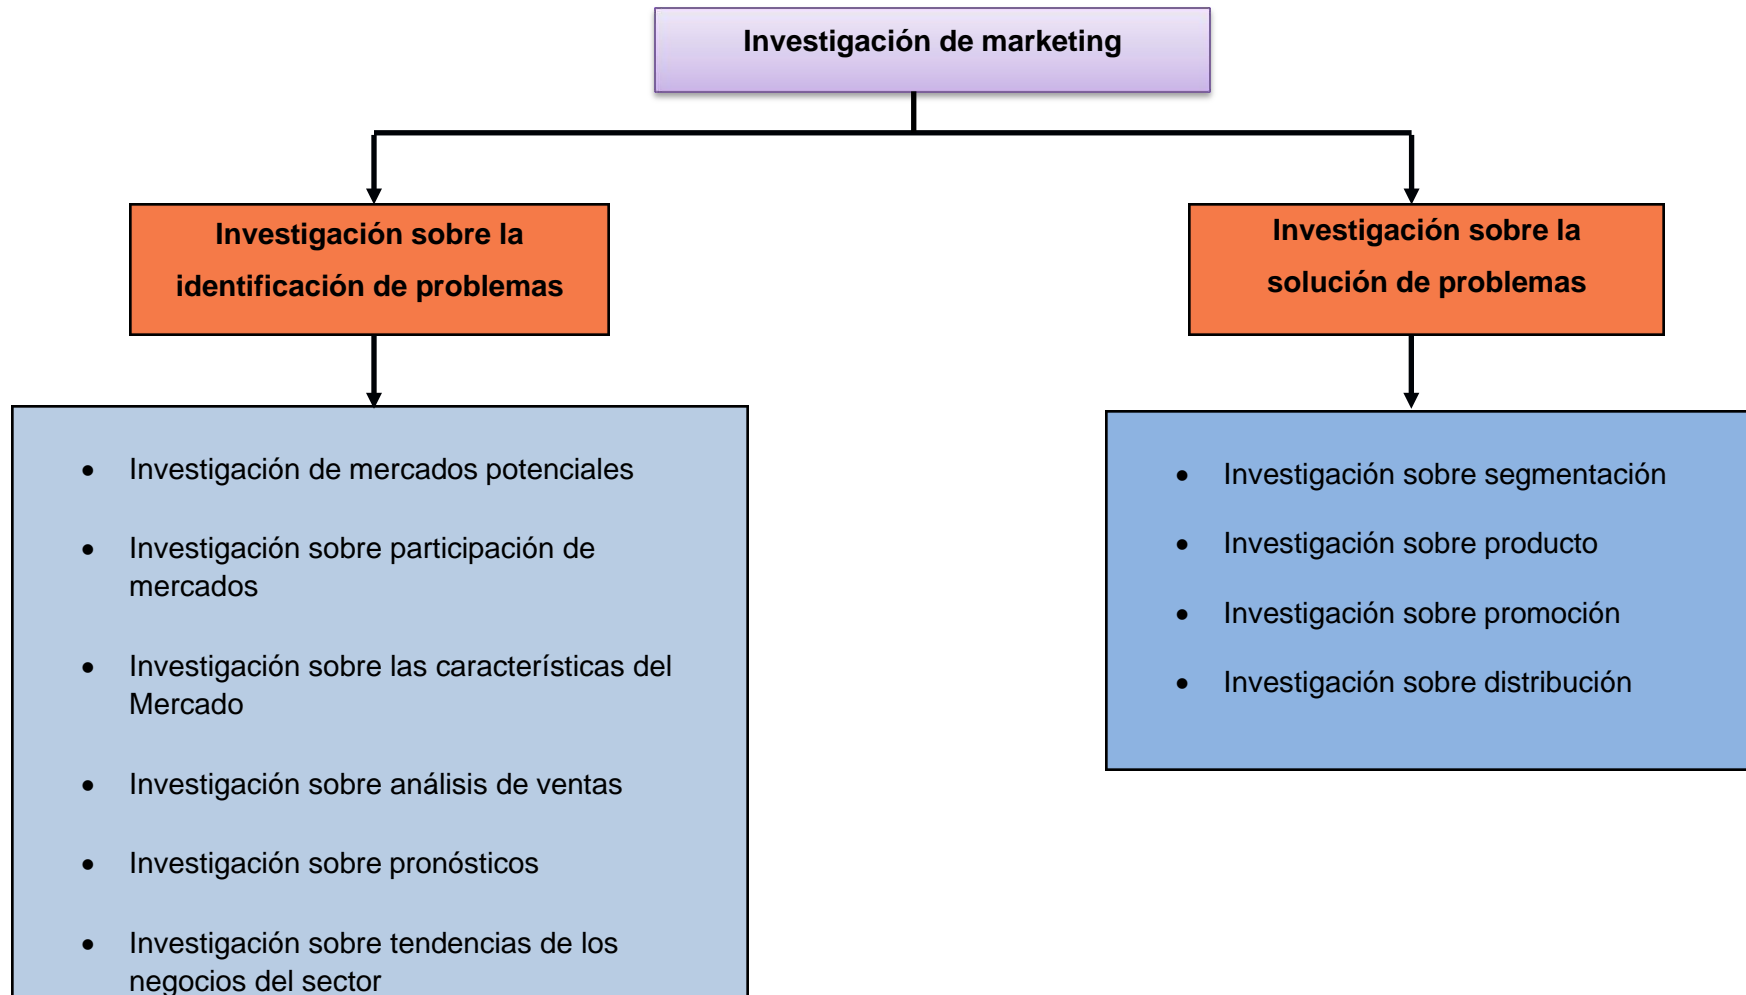 Investigación de marketing
Investigación sobre la
identificación de problemas
Investigación sobre la
solución de problemas
• Investigación de mercados potenciales
• Investigación sobre participación de
mercados
• Investigación sobre las característícas del
Mercado
• Investigación sobre análisis de ventas
• Investigación sobre pronósticos
• Investigación sobre tendencias de los
negocios del sector
• Investigación sobre segmentación
• Investigación sobre producto
• Investigación sobre promoción
• Investigación sobre distribución